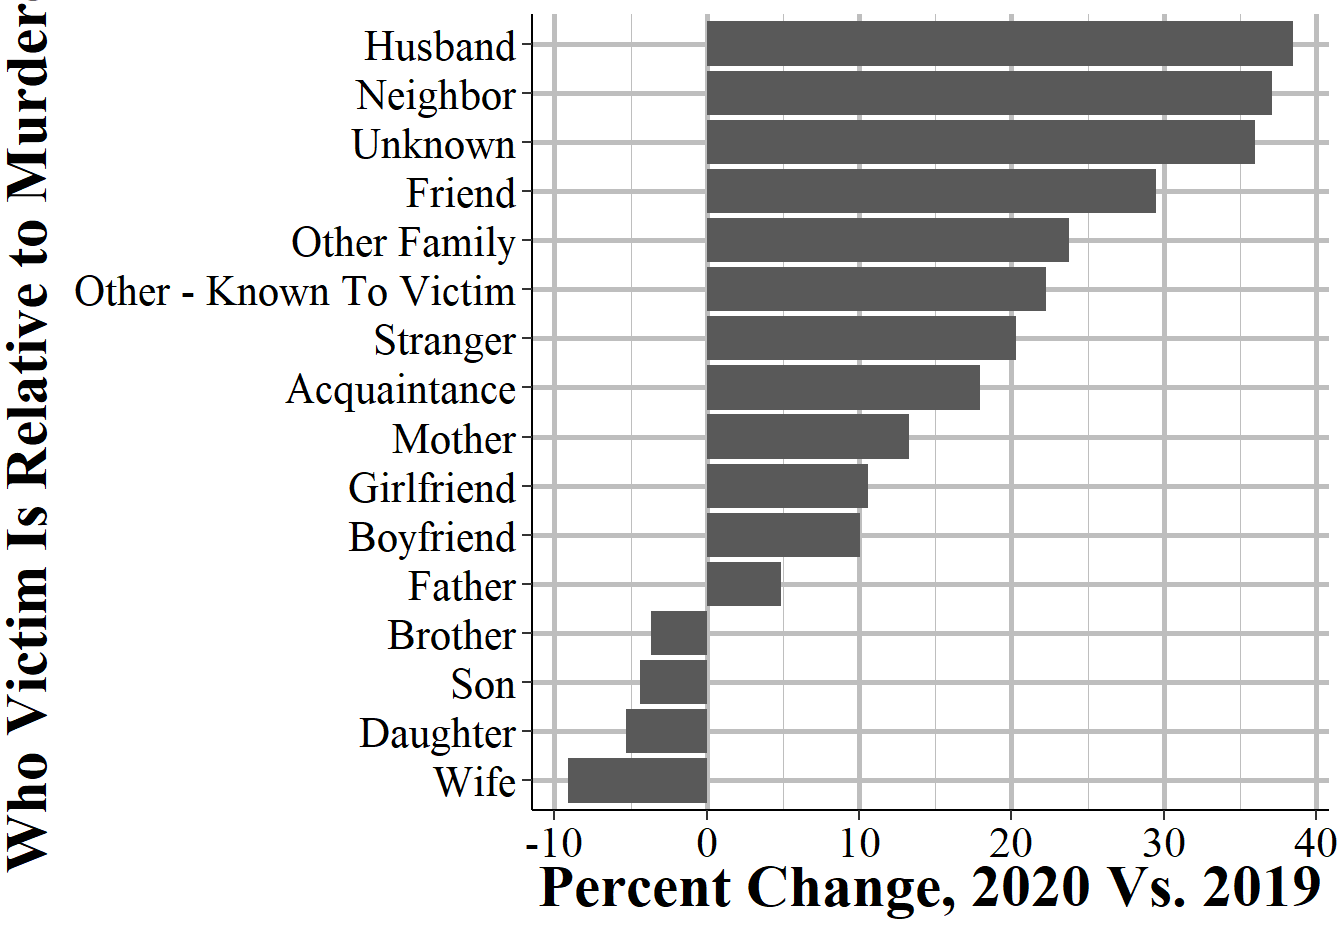 Who Victim Is Relative to Murder
Husband
Neighbor
Unknown
Friend
Other Family
Other - Known To Victim
Stranger
Acquaintance
Mother
Girlfriend
Boyfriend
Father
Brother
Son
Daughter
Wife
-10 0 10 20 30 40
Percent Change, 2020 Vs. 2019